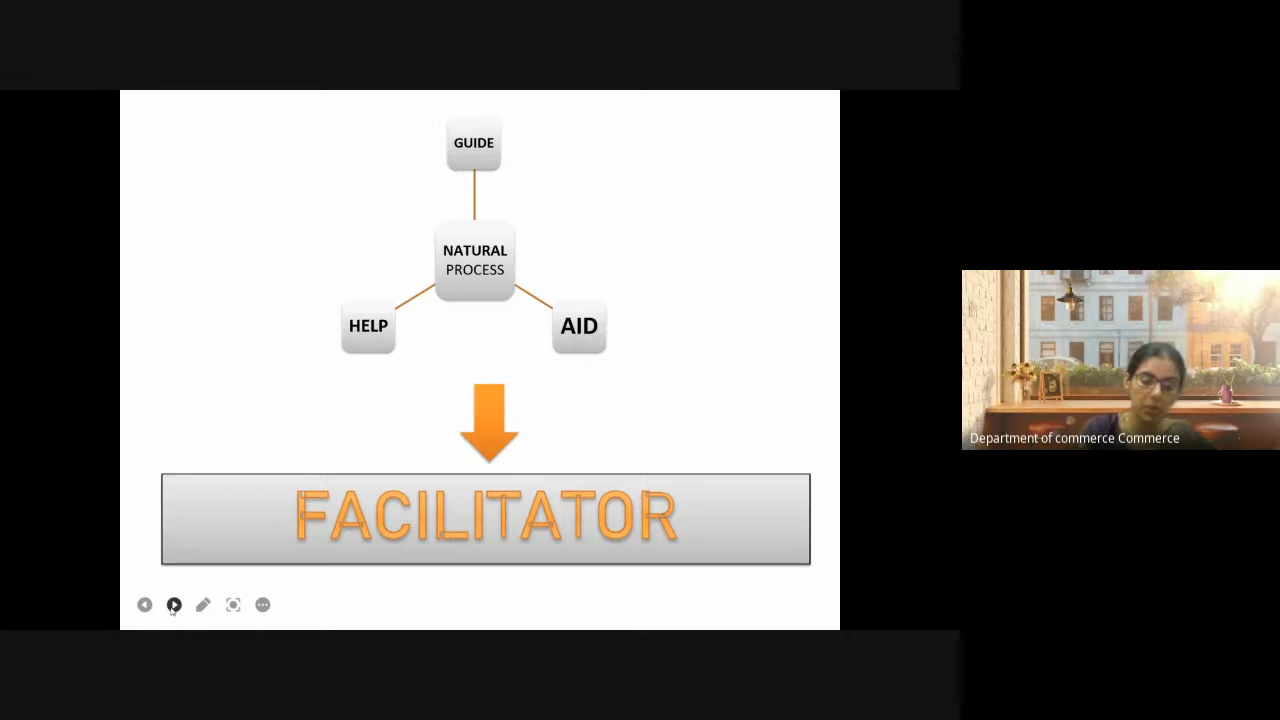 GUIDE
NATURAL
PROCESS
HELP
AID
FACILITATOR
Department of commerce Commerce